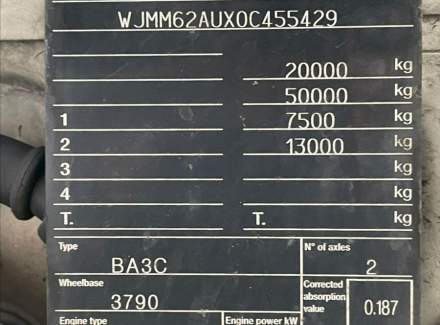 WJMM62AUX0C455429
20000 kg
50000 kg
1 7500 kg
2 13000 kg
3 kg
4 kg
T. T. kg
Type N° of axles
BA3C 2
Wheelbase Corrected absorption value
3790 0.187
Engine type Engine power kW